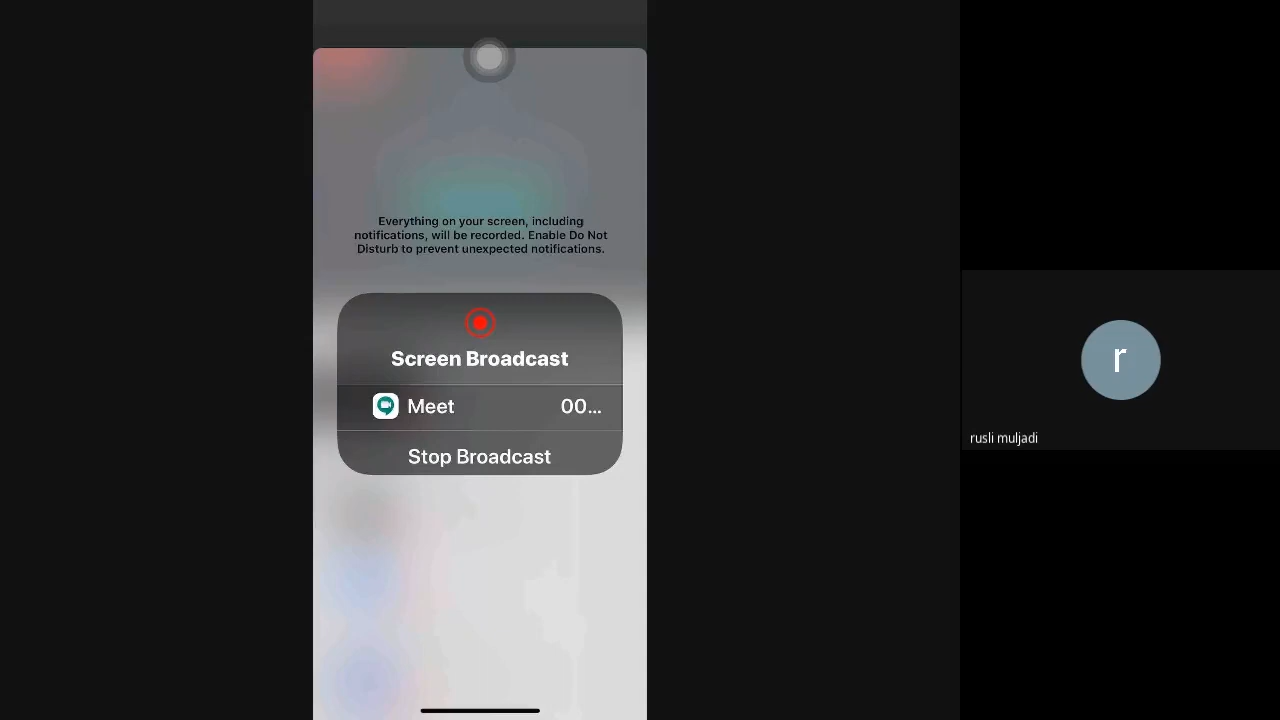 Everything on your screen, including
notifications, will be recorded. Enable Do Not
Disturb to prevent unexpected notifications.
Screen Broadcast
Meet 00...
Stop Broadcast
r
rusli muljadi